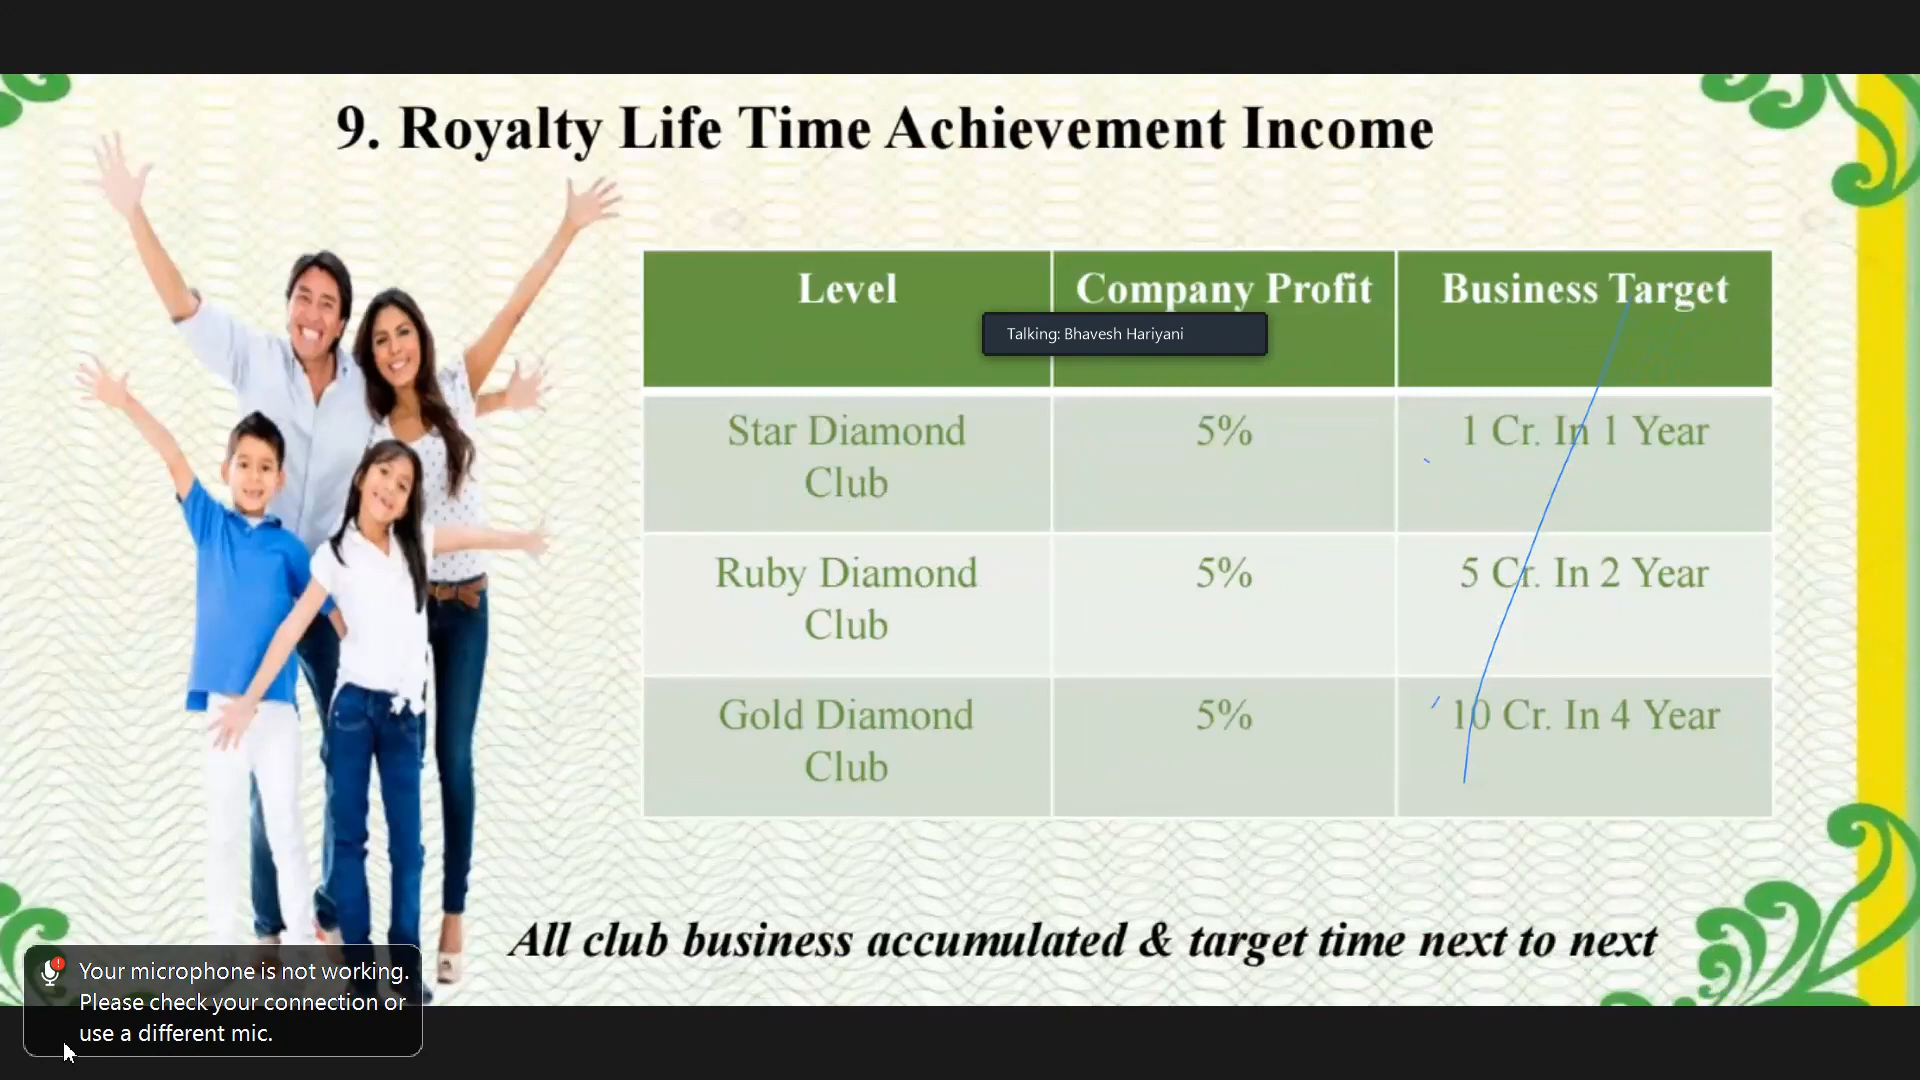 9. Royalty Life Time Achievement Income
Level Company Profit Business Target
Talking: Bhavesh Hariyani
Star Diamond Club 5% 1 Cr. In 1 Year
Ruby Diamond Club 5% 5 Cr. In 2 Year
Gold Diamond Club 5% 10 Cr. In 4 Year
All club business accumulated & target time next to next
Your microphone is not working.
Please check your connection or
use a different mic.